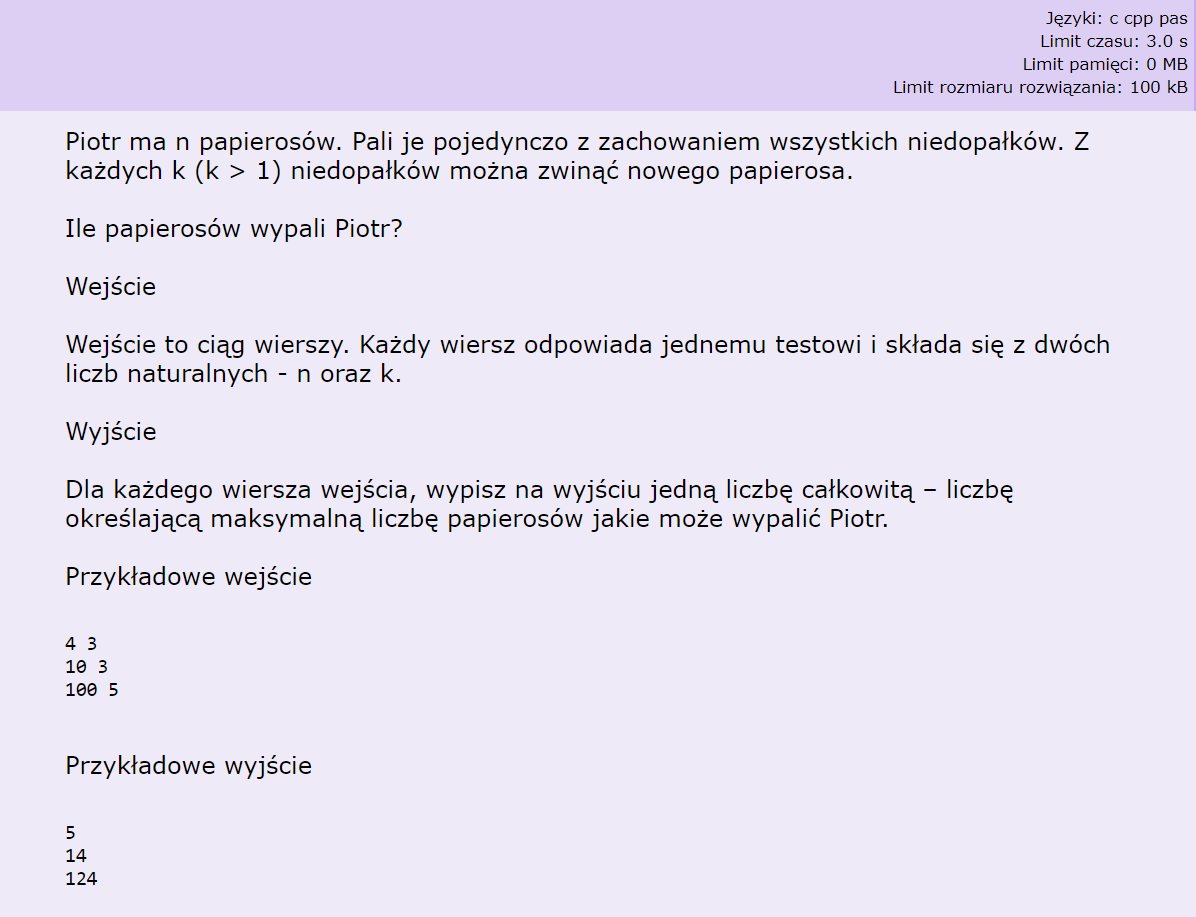 Języki: c cpp pas
Limit czasu: 3.0 s
Limit pamięci: 0 MB
Limit rozmiaru rozwiązania: 100 kB
Piotr ma n papierosów. Pali je pojedynczo z zachowaniem wszystkich niedopałków. Z
każdych k (k > 1) niedopałków można zwinąć nowego papierosa.
Ile papierosów wypali Piotr?
Wejście
Wejście to ciąg wierszy. Każdy wiersz odpowiada jednemu testowi i składa się z dwóch
liczb naturalnych - n oraz k.
Wyjście
Dla każdego wiersza wejścia, wypisz na wyjściu jedną liczbę całkowitą – liczbę
określającą maksymalną liczbę papierosów jakie może wypalić Piotr.
Przykładowe wejście
4 3
10 3
100 5
Przykładowe wyjście
5
14
124